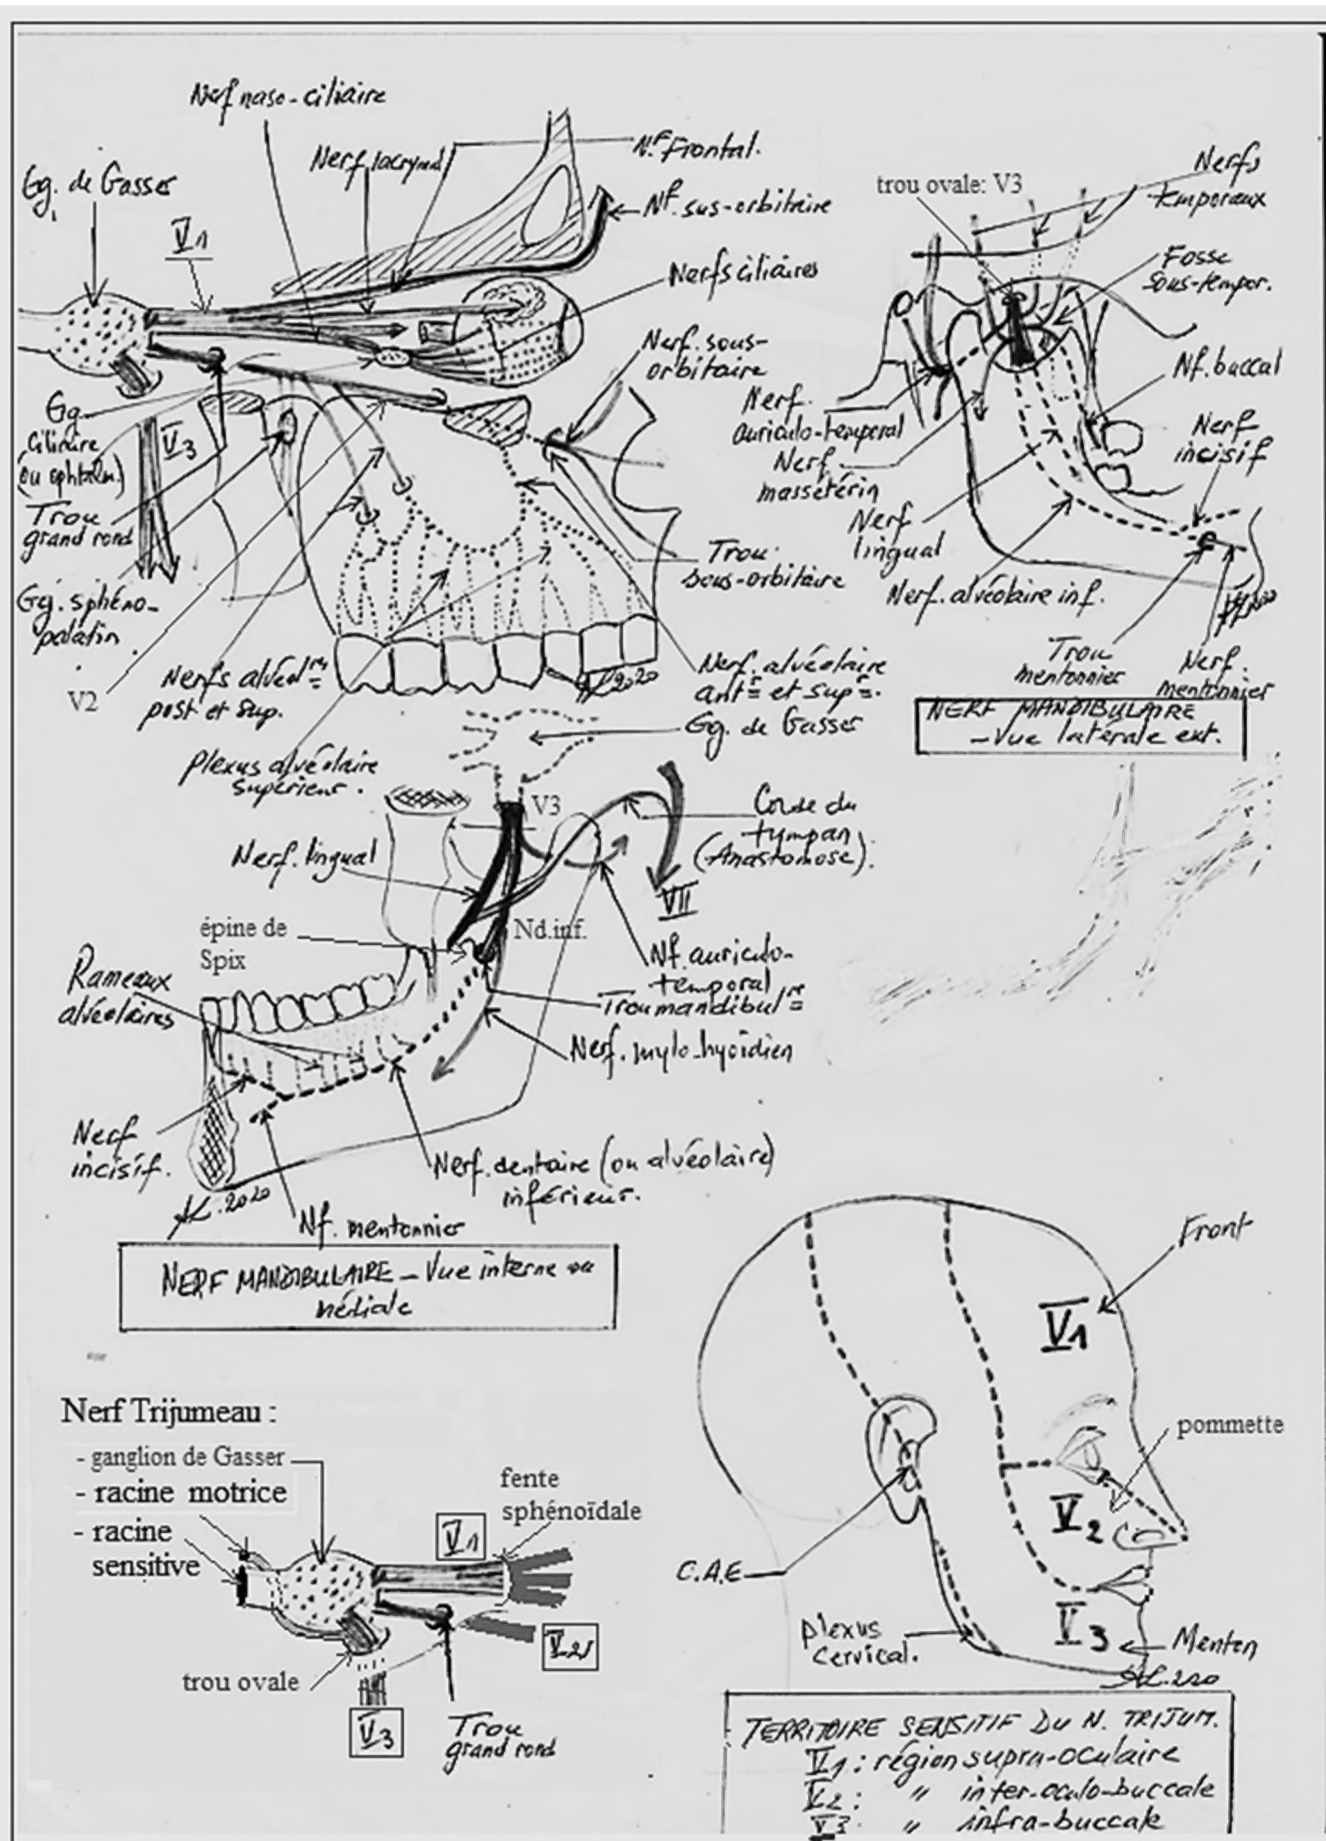 Nerf naso-ciliaire
Nerf lacrymal
Nf Frontal.
Gg. de Gasser
V1
Nf. sus-orbitaire
Nerfs ciliaires
Nerf. sous-
orbitaire
Gg.
ciliaire
(ou ophtalm.)
V3
Trou
grand rond
Gg. sphéno-
palatin
V2
Nerfs alvéol res
post et sup.
Plexus alvéolaire
supérieur.
Trou
sous-orbitaire
Nerf. alvéolaire
ant r et sup r.
AL 2020
trou ovale: V3
Nerfs
temporaux
Fosse
sous-tempor.
Nf. buccal
Nerf.
auriculo-temporal
Nerf
incisif
Nerf
massétérin
Nerf
lingual
Nerf. alvéolaire inf.
Trou
mentonnier
Nerf.
mentonnier
NERF MANDIBULAIRE
- Vue latérale ext.
Gg. de Gasser
V3
Corde du
tympan
(Anastomose).
Nerf. lingual
VII
épine de
Spix
Nd.inf.
Nf. auriculo-
temporal
Rameaux
alvéolaires
Trou mandibul re
Nerf. mylo-hyoïdien
Nerf
incisif.
Nerf. dentaire (ou alvéolaire)
inférieur.
AL. 2020
Nf. mentonnier
NERF MANDIBULAIRE - Vue interne ou
médiale
Nerf Trijumeau :
- ganglion de Gasser
- racine motrice
- racine
sensitive
fente
sphénoïdale
V1
V2
trou ovale
V3
Trou
grand rond
Front
V1
pommette
V2
C.A.E
V3
plexus
cervical.
Menton
TERRITOIRE SENSITIF DU N. TRIJUM.
V1 : région supra-oculaire
V2 : " inter-oculo-buccale
V3 : " infra-buccale